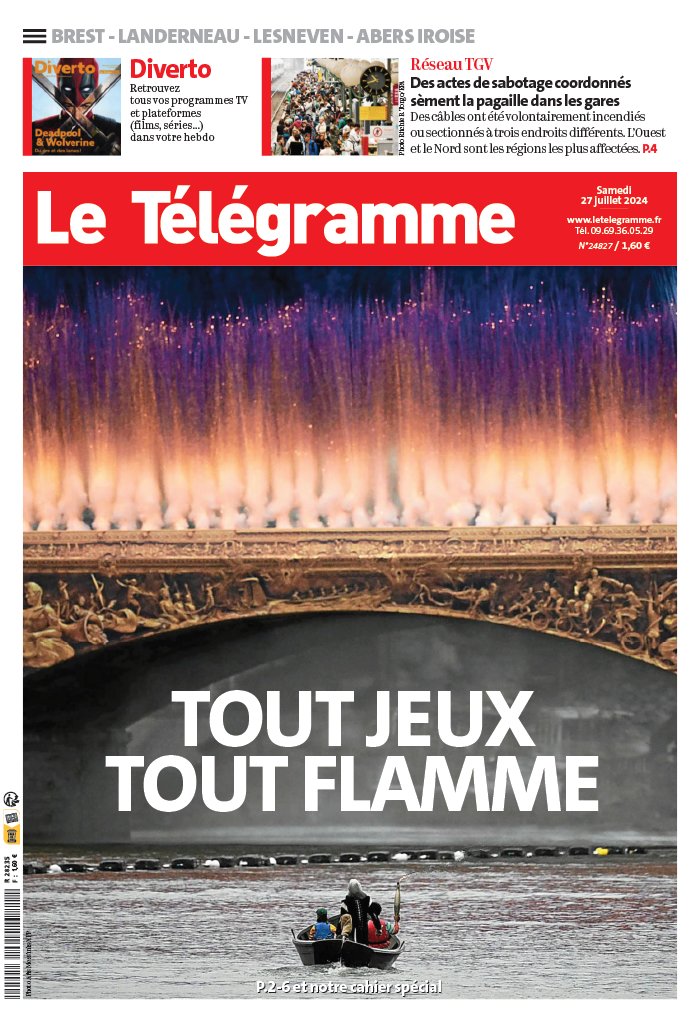 BREST - LANDERNEAU - LESNEVEN - ABERS IROISE
Diverto
Deadpool
& Wolverine
Diverto
Retrouvez
tous vos programmes TV
et plateformes
(films, séries...)
dans votre hebdo
Réseau TGV
Des actes de sabotage coordonnés
sèment la pagaille dans les gares
Des câbles ont été volontairement incendiés
ou sectionnés à trois endroits différents. L'Ouest
et le Nord sont les régions les plus affectées. P.4
Le Télégramme
Samedi
27 juillet 2024
www.letelegramme.fr
Tél. 09.69.36.05.29
N°24827 / 1,60 €
TOUT JEUX
TOUT FLAMME
R 28235
F : 1,60 €
P.2-6 et notre cahier spécial